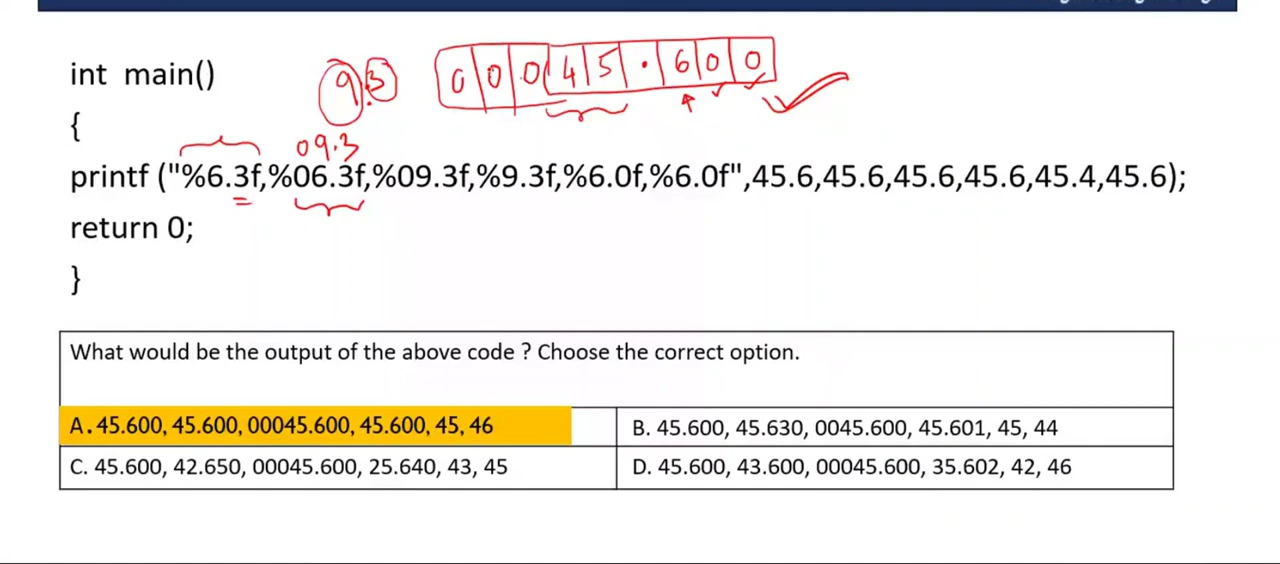 0 0 0 4 5 . 6 0 0
int main()
9.3
{
09.3
printf ("%6.3f,%06.3f,%09.3f,%9.3f,%6.0f,%6.0f",45.6,45.6,45.6,45.6,45.4,45.6);
return 0;
}
What would be the output of the above code ? Choose the correct option.
A. 45.600, 45.600, 00045.600, 45.600, 45, 46
B. 45.600, 45.630, 0045.600, 45.601, 45, 44
C. 45.600, 42.650, 00045.600, 25.640, 43, 45
D. 45.600, 43.600, 00045.600, 35.602, 42, 46